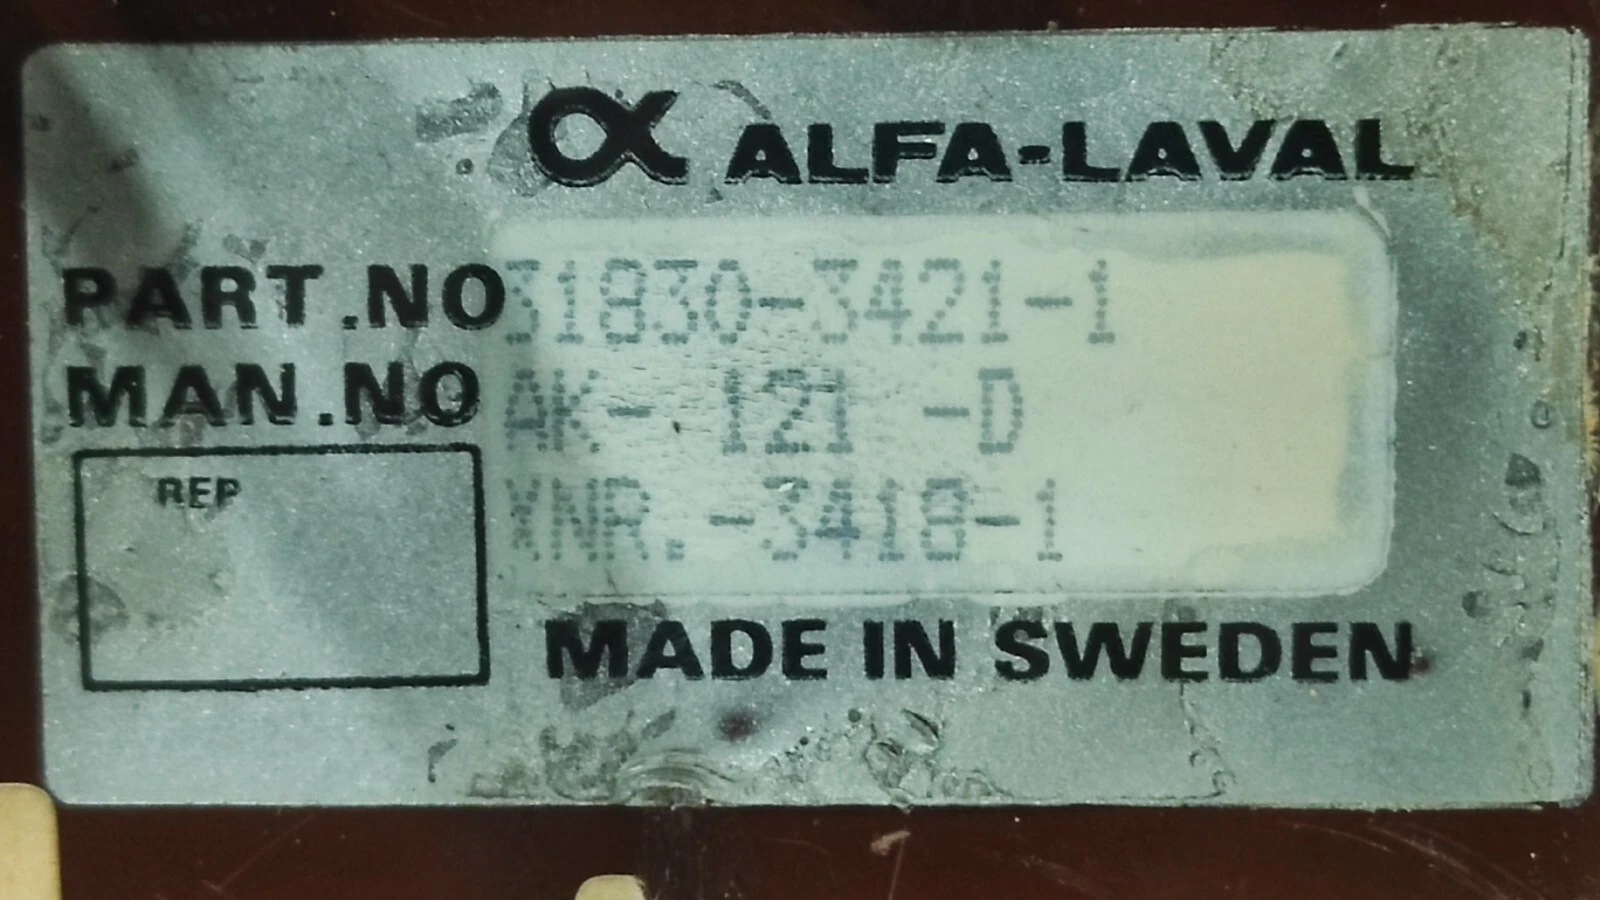 α ALFA-LAVAL
PART.NO 31830-3421-1
MAN.NO AK- 121 -D
XNR.-3418-1
REP
MADE IN SWEDEN